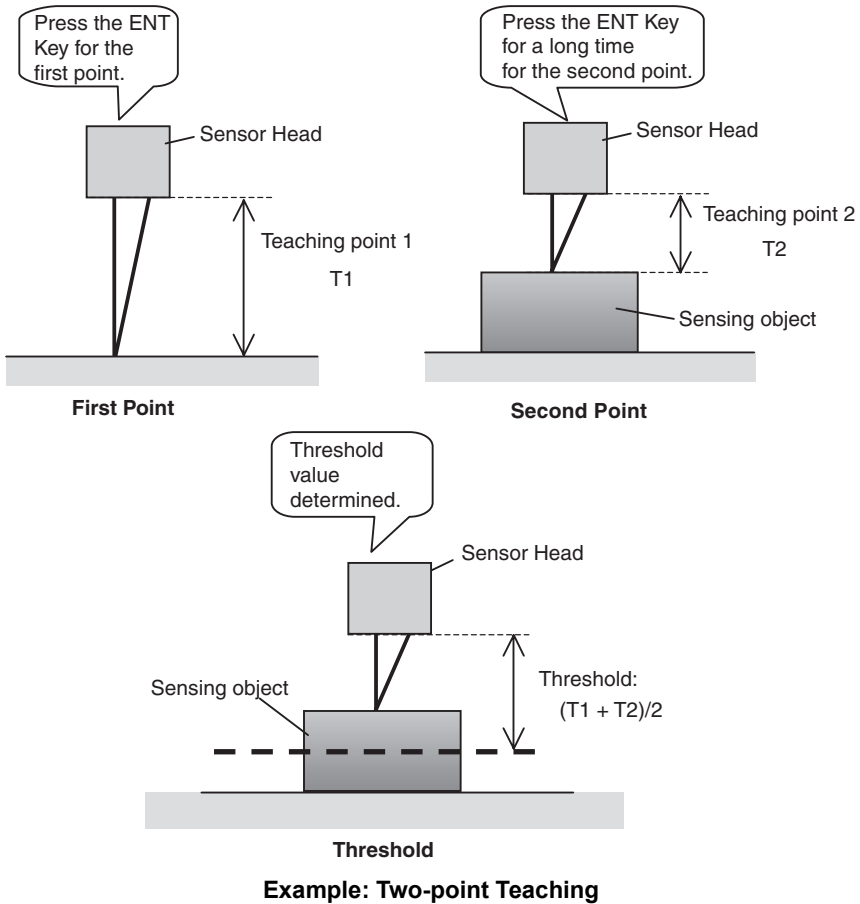 Press the ENT
Key for the
first point.
Sensor Head
Teaching point 1
T1
First Point
Press the ENT Key
for a long time
for the second point.
Sensor Head
Teaching point 2
T2
Sensing object
Second Point
Threshold
value
determined.
Sensor Head
Sensing object
Threshold:
(T1 + T2)/2
Threshold
Example: Two-point Teaching